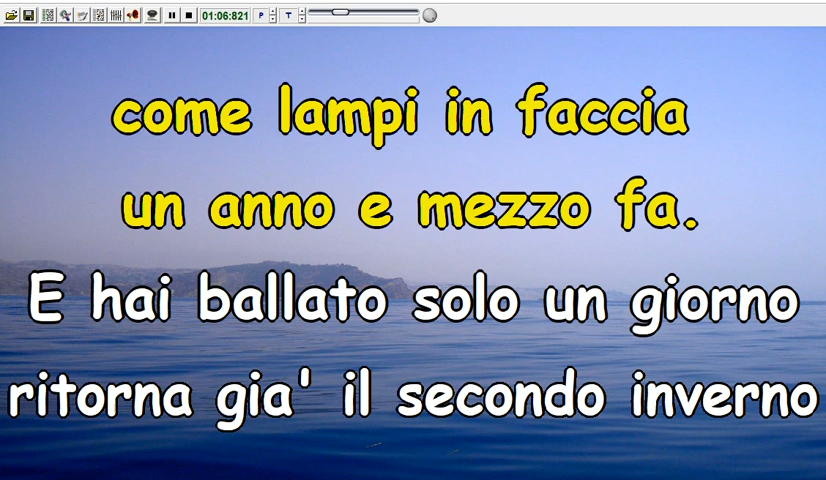 01:06:821 P T
come lampi in faccia
un anno e mezzo fa.
E hai ballato solo un giorno
ritorna gia' il secondo inverno